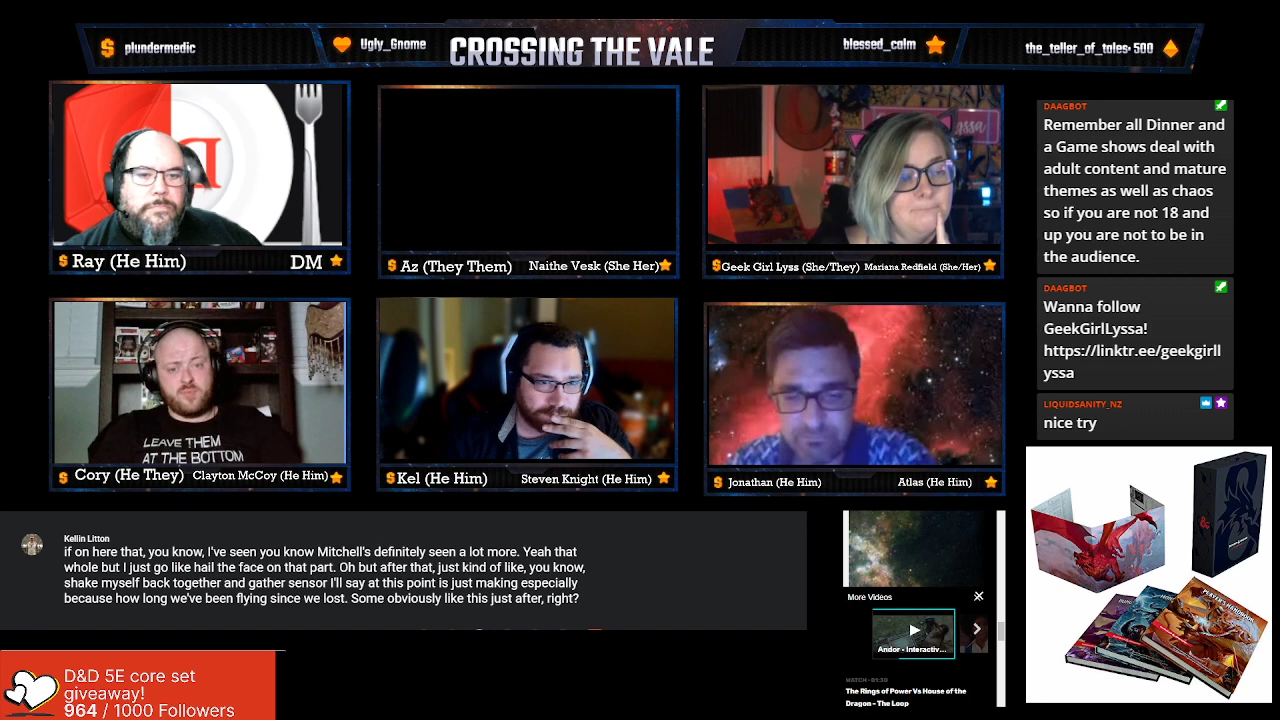 plundermedic
Ugly_Gnome
CROSSING THE VALE
blessed_calm
the_teller_of_tales: 500
Ray (He Him)
DM
Az (They Them)
Naithe Vesk (She Her)
Geek Girl Lyss (She/They)
Mariana Redfield (She/Her)
LEAVE THEM
AT THE BOTTOM
Cory (He They)
Clayton McCoy (He Him)
Kel (He Him)
Steven Knight (He Him)
Jonathan (He Him)
Atlas (He Him)
DAAGBOT
Remember all Dinner and
a Game shows deal with
adult content and mature
themes as well as chaos
so if you are not 18 and
up you are not to be in
the audience.
DAAGBOT
Wanna follow
GeekGirlLyssa!
https://linktr.ee/geekgirll
yssa
LIQUIDSANITY_NZ
nice try
Kellin Litton
if on here that, you know, I've seen you know Mitchell's definitely seen a lot more. Yeah that
whole but I just go like hail the face on that part. Oh but after that, just kind of like, you know,
shake myself back together and gather sensor I'll say at this point is just making especially
because how long we've been flying since we lost. Some obviously like this just after, right?
More Videos
Andor - Interactiv...
WATCH • 01:30
The Rings of Power Vs House of the
Dragon - The Loop
PLAYER'S HANDBOOK
D&D 5E core set
giveaway!
964 / 1000 Followers